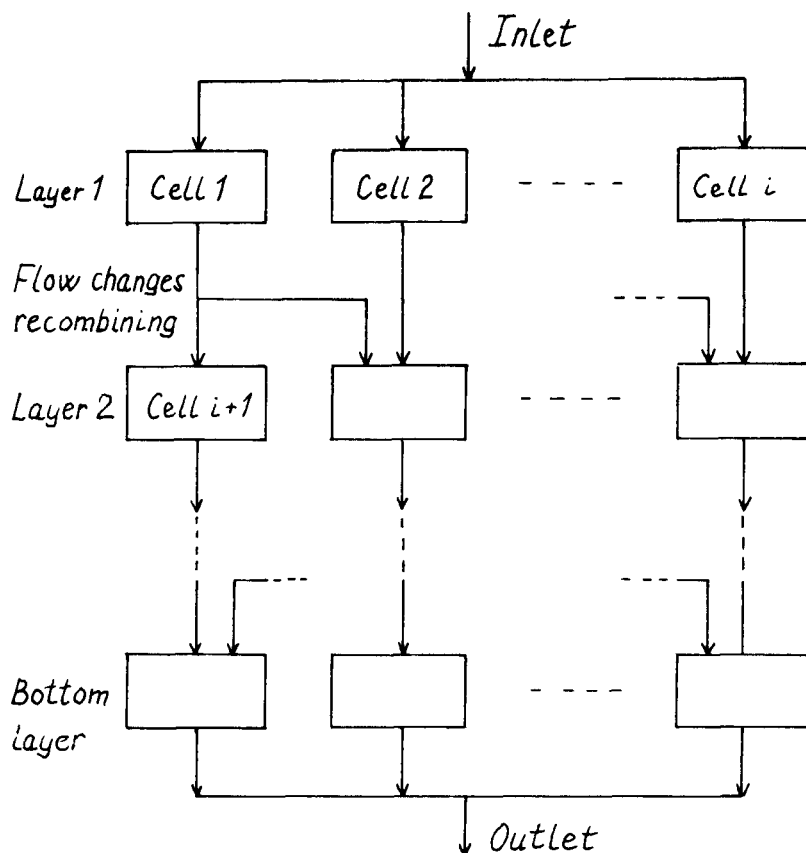 Inlet
Layer 1
Cell 1
Cell 2
Cell i
Flow changes
recombining
Layer 2
Cell i+1
Bottom
layer
Outlet